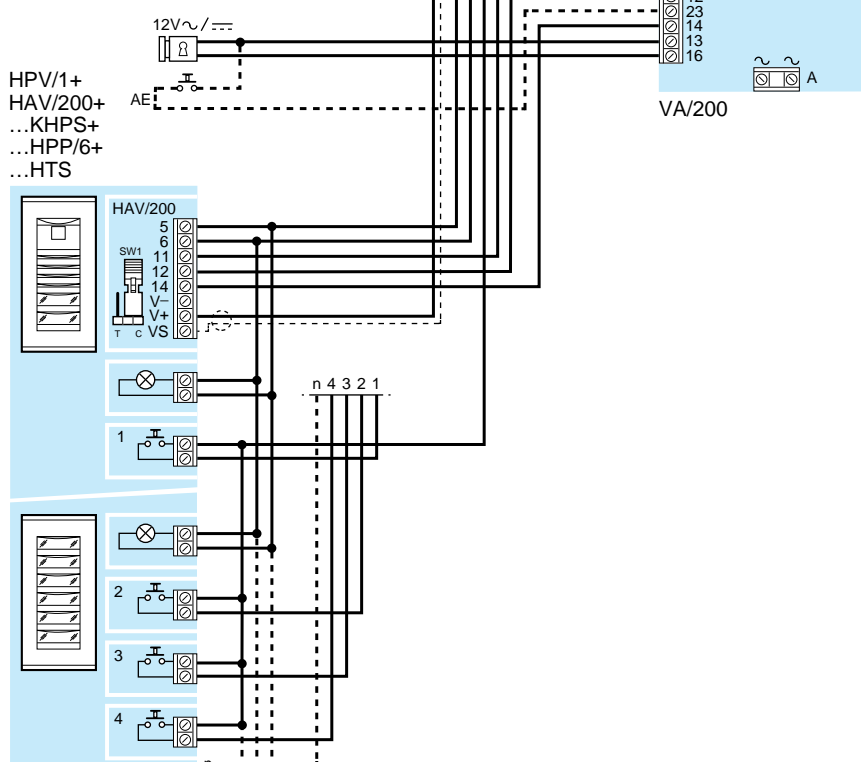 12V∿/⎓
23
14
13
16
A
VA/200
AE
HPV/1+
HAV/200+
…KHPS+
…HPP/6+
…HTS
HAV/200
5
6
11
12
14
V–
V+
VS
SW1
T C
n 4 3 2 1
1
2
3
4